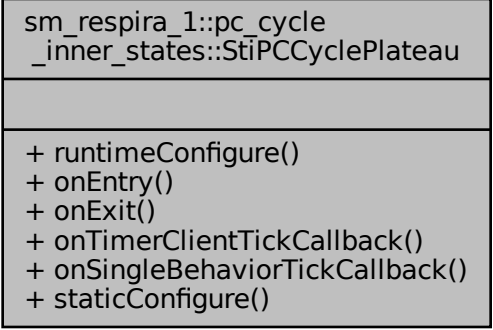 sm_respira_1::pc_cycle
_inner_states::StiPCCyclePlateau
+ runtimeConfigure()
+ onEntry()
+ onExit()
+ onTimerClientTickCallback()
+ onSingleBehaviorTickCallback()
+ staticConfigure()